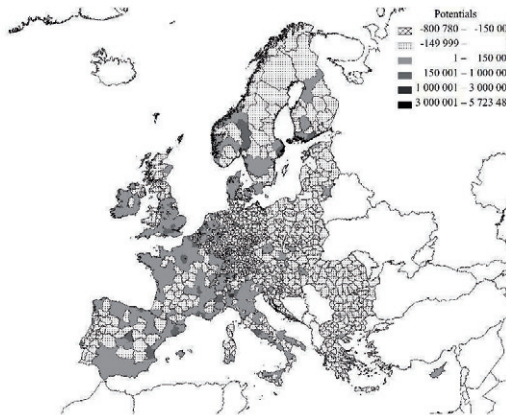 Potentials
-800 780 – -150 00
-149 999 –
1 – 150 00
150 001 – 1 000 00
1 000 001 – 3 000 00
3 000 001 – 5 723 48